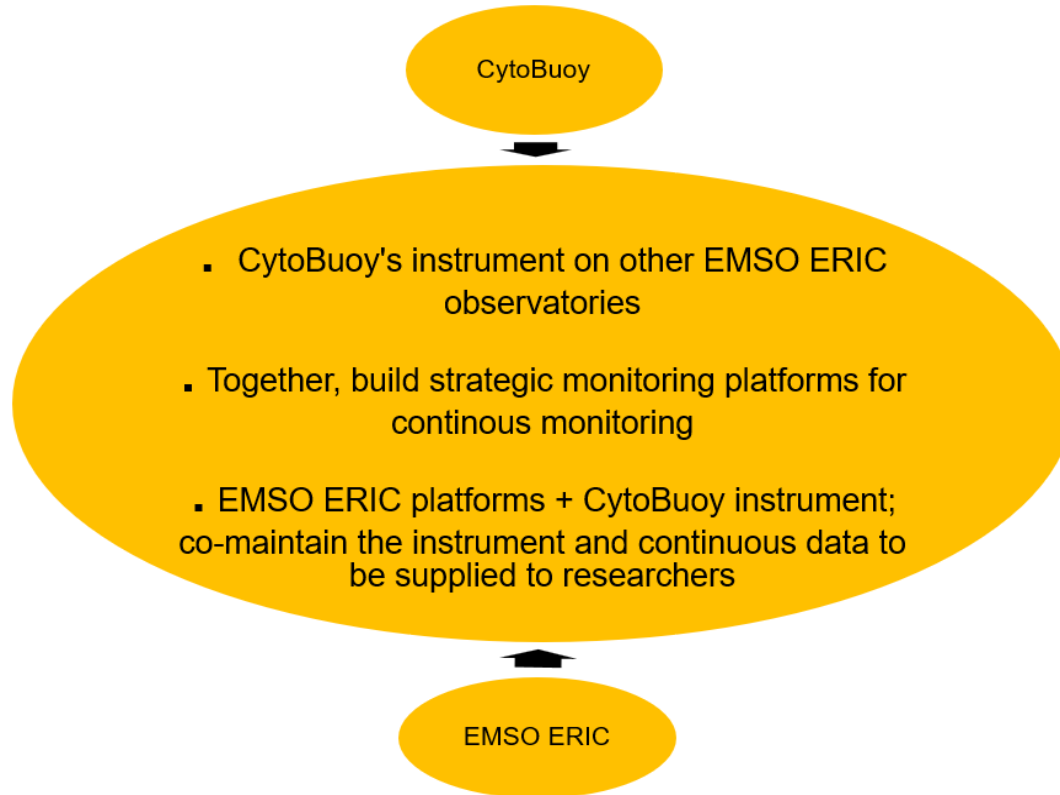 CytoBuoy
▪ CytoBuoy's instrument on other EMSO ERIC
observatories
▪ Together, build strategic monitoring platforms for
continous monitoring
▪ EMSO ERIC platforms + CytoBuoy instrument;
co-maintain the instrument and continuous data to
be supplied to researchers
EMSO ERIC